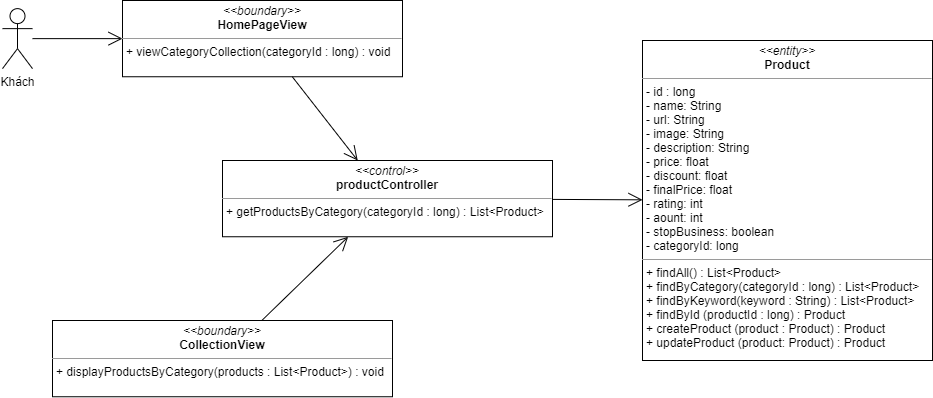 <<boundary>>
HomePageView
+ viewCategoryCollection(categoryId : long) : void
Khách
<<control>>
productController
+ getProductsByCategory(categoryId : long) : List<Product>
<<boundary>>
CollectionView
+ displayProductsByCategory(products : List<Product>) : void
<<entity>>
Product
- id : long
- name: String
- url: String
- image: String
- description: String
- price: float
- discount: float
- finalPrice: float
- rating: int
- aount: int
- stopBusiness: boolean
- categoryId: long
+ findAll() : List<Product>
+ findByCategory(categoryId : long) : List<Product>
+ findByKeyword(keyword : String) : List<Product>
+ findById (productId : long) : Product
+ createProduct (product : Product) : Product
+ updateProduct (product: Product) : Product